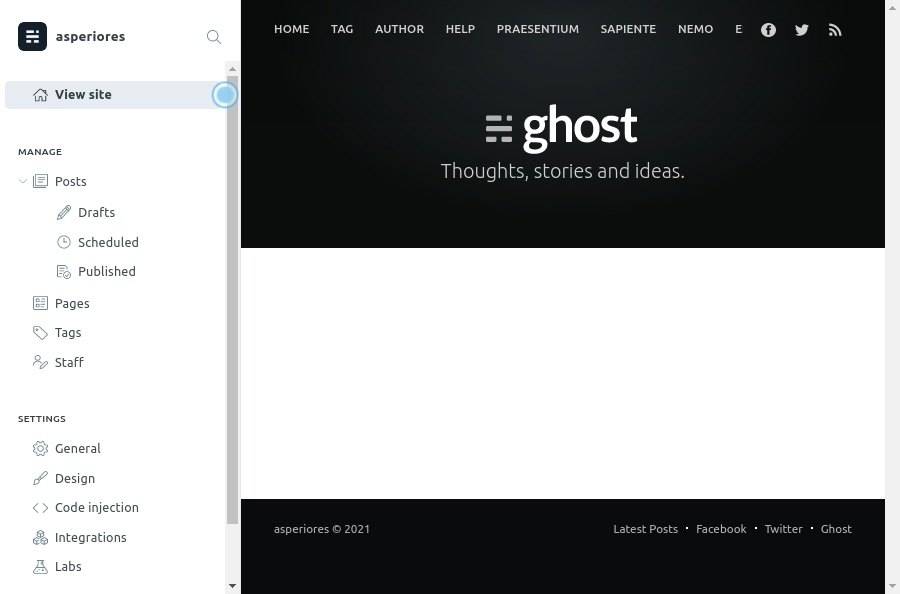 asperiores
View site
MANAGE
Posts
Drafts
Scheduled
Published
Pages
Tags
Staff
SETTINGS
General
Design
Code injection
Integrations
Labs
HOME TAG AUTHOR HELP PRAESENTIUM SAPIENTE NEMO E
ghost
Thoughts, stories and ideas.
asperiores © 2021
Latest Posts • Facebook • Twitter • Ghost